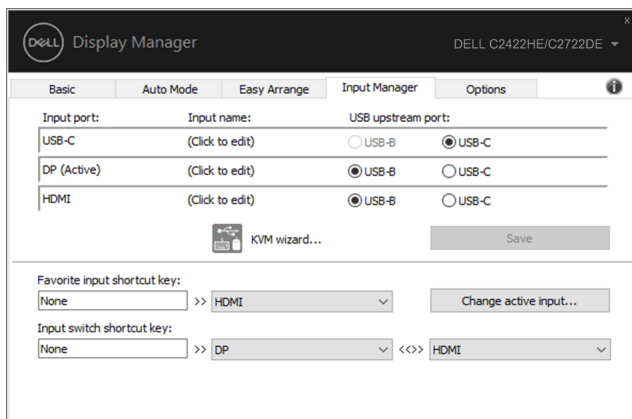 x
DELL Display Manager DELL C2422HE/C2722DE
Basic Auto Mode Easy Arrange Input Manager Options i
Input port: Input name: USB upstream port:
USB-C (Click to edit) USB-B USB-C
DP (Active) (Click to edit) USB-B USB-C
HDMI (Click to edit) USB-B USB-C
KVM wizard... Save
Favorite input shortcut key:
None >> HDMI Change active input...
Input switch shortcut key:
None >> DP <<>> HDMI